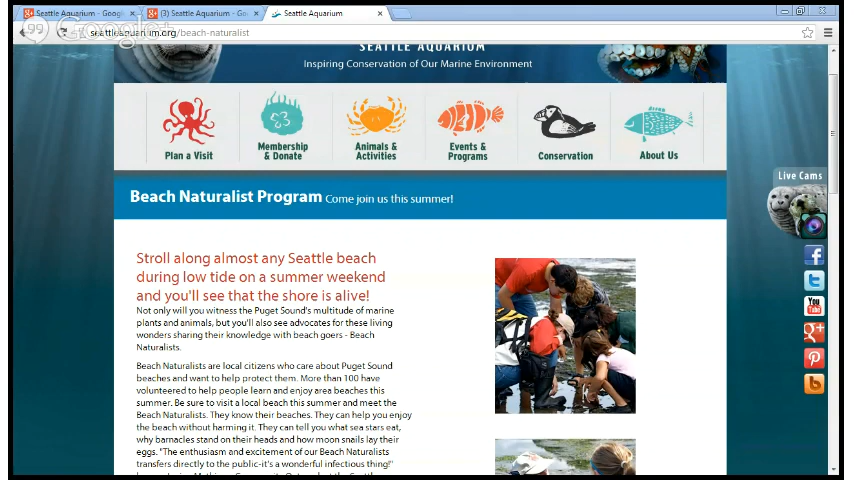 Seattle Aquarium - Goog
(3) Seattle Aquarium - Goo
Seattle Aquarium
99
Google+
seattleaquarium.org/beach-naturalist
SEATTLE AQUARIUM
Inspiring Conservation of Our Marine Environment
Plan a Visit
Membership
& Donate
Animals &
Activities
Events &
Programs
Conservation
About Us
Live Cams
Beach Naturalist Program Come join us this summer!
Stroll along almost any Seattle beach
during low tide on a summer weekend
and you'll see that the shore is alive!
Not only will you witness the Puget Sound's multitude of marine
plants and animals, but you'll also see advocates for these living
wonders sharing their knowledge with beach goers - Beach
Naturalists.
Beach Naturalists are local citizens who care about Puget Sound
beaches and want to help protect them. More than 100 have
volunteered to help people learn and enjoy area beaches this
summer. Be sure to visit a local beach this summer and meet the
Beach Naturalists. They know their beaches. They can help you enjoy
the beach without harming it. They can tell you what sea stars eat,
why barnacles stand on their heads and how moon snails lay their
eggs. "The enthusiasm and excitement of our Beach Naturalists
transfers directly to the public-it's a wonderful infectious thing!"
You
Tube